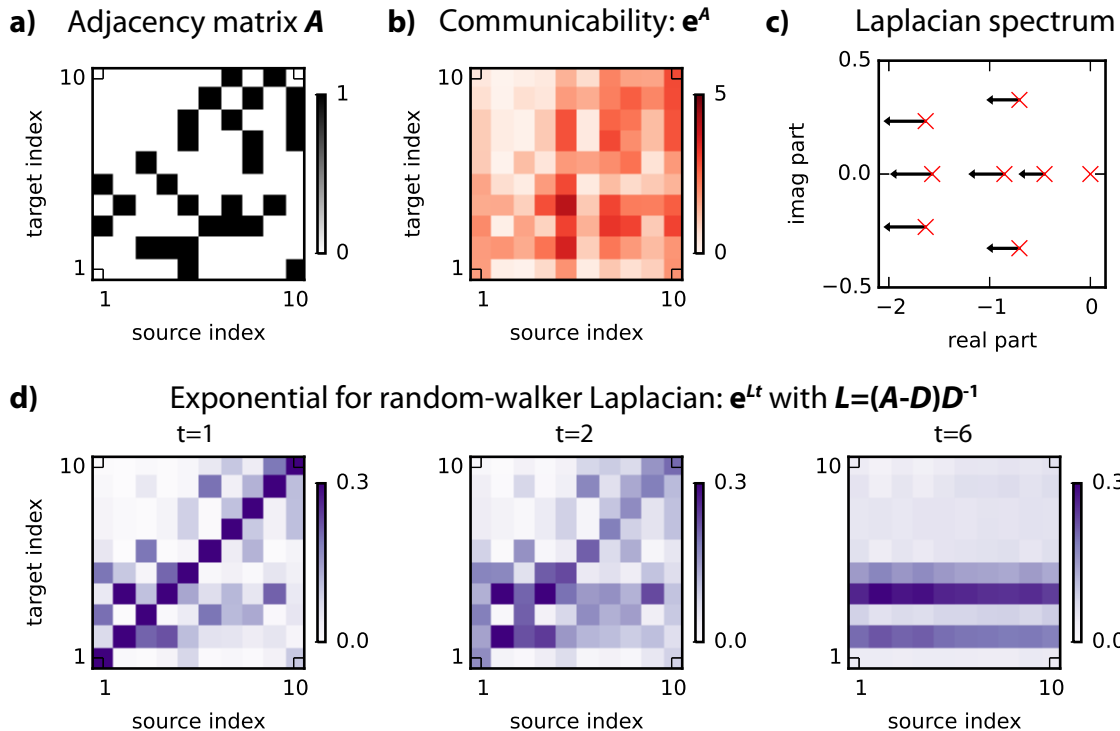 a) Adjacency matrix A
10
1
target index
1
10
source index
1
0
b) Communicability: e^A
10
1
target index
1
10
source index
5
0
c) Laplacian spectrum
0.5
0.0
−0.5
imag part
−2
−1
0
real part
d) Exponential for random-walker Laplacian: e^Lt with L=(A-D)D^-1
t=1
10
1
target index
1
10
source index
0.3
0.0
t=2
10
1
1
10
source index
0.3
0.0
t=6
10
1
1
10
source index
0.3
0.0